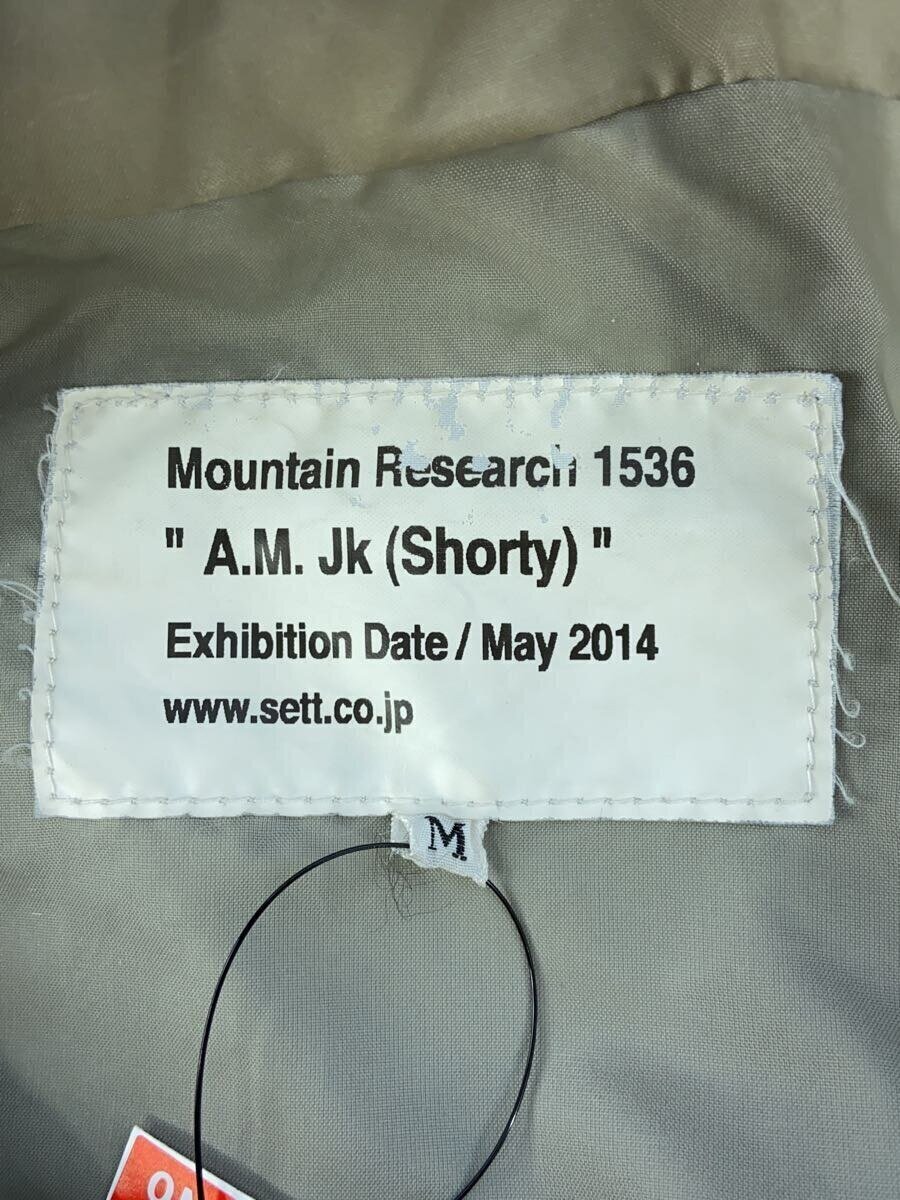 Mountain Research 1536
" A.M. Jk (Shorty) "
Exhibition Date / May 2014
www.sett.co.jp
M